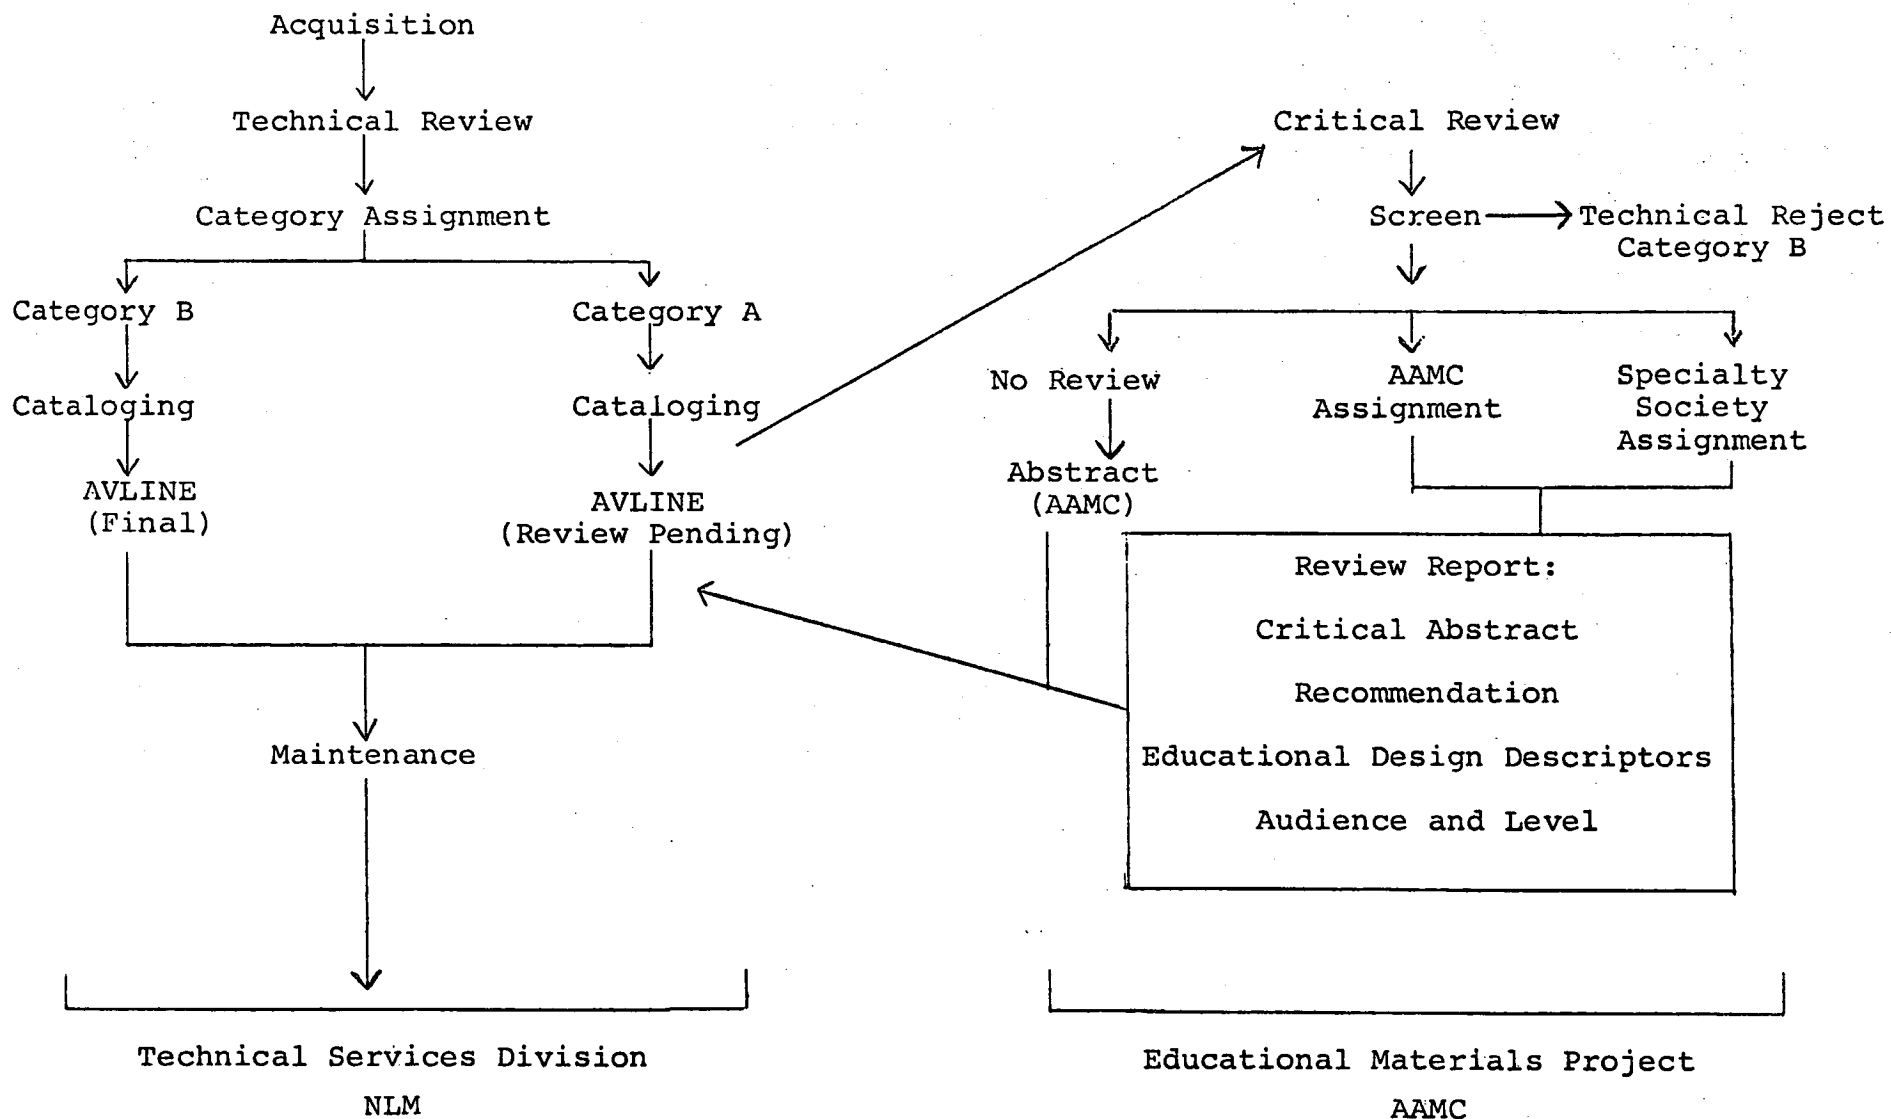 Acquisition
Technical Review
Category Assignment
Category B
Category A
Cataloging
Cataloging
AVLINE
(Final)
AVLINE
(Review Pending)
Maintenance
Technical Services Division
NLM
Critical Review
Screen
Technical Reject
Category B
No Review
AAMC
Assignment
Specialty
Society
Assignment
Abstract
(AAMC)
Review Report:
Critical Abstract
Recommendation
Educational Design Descriptors
Audience and Level
Educational Materials Project
AAMC